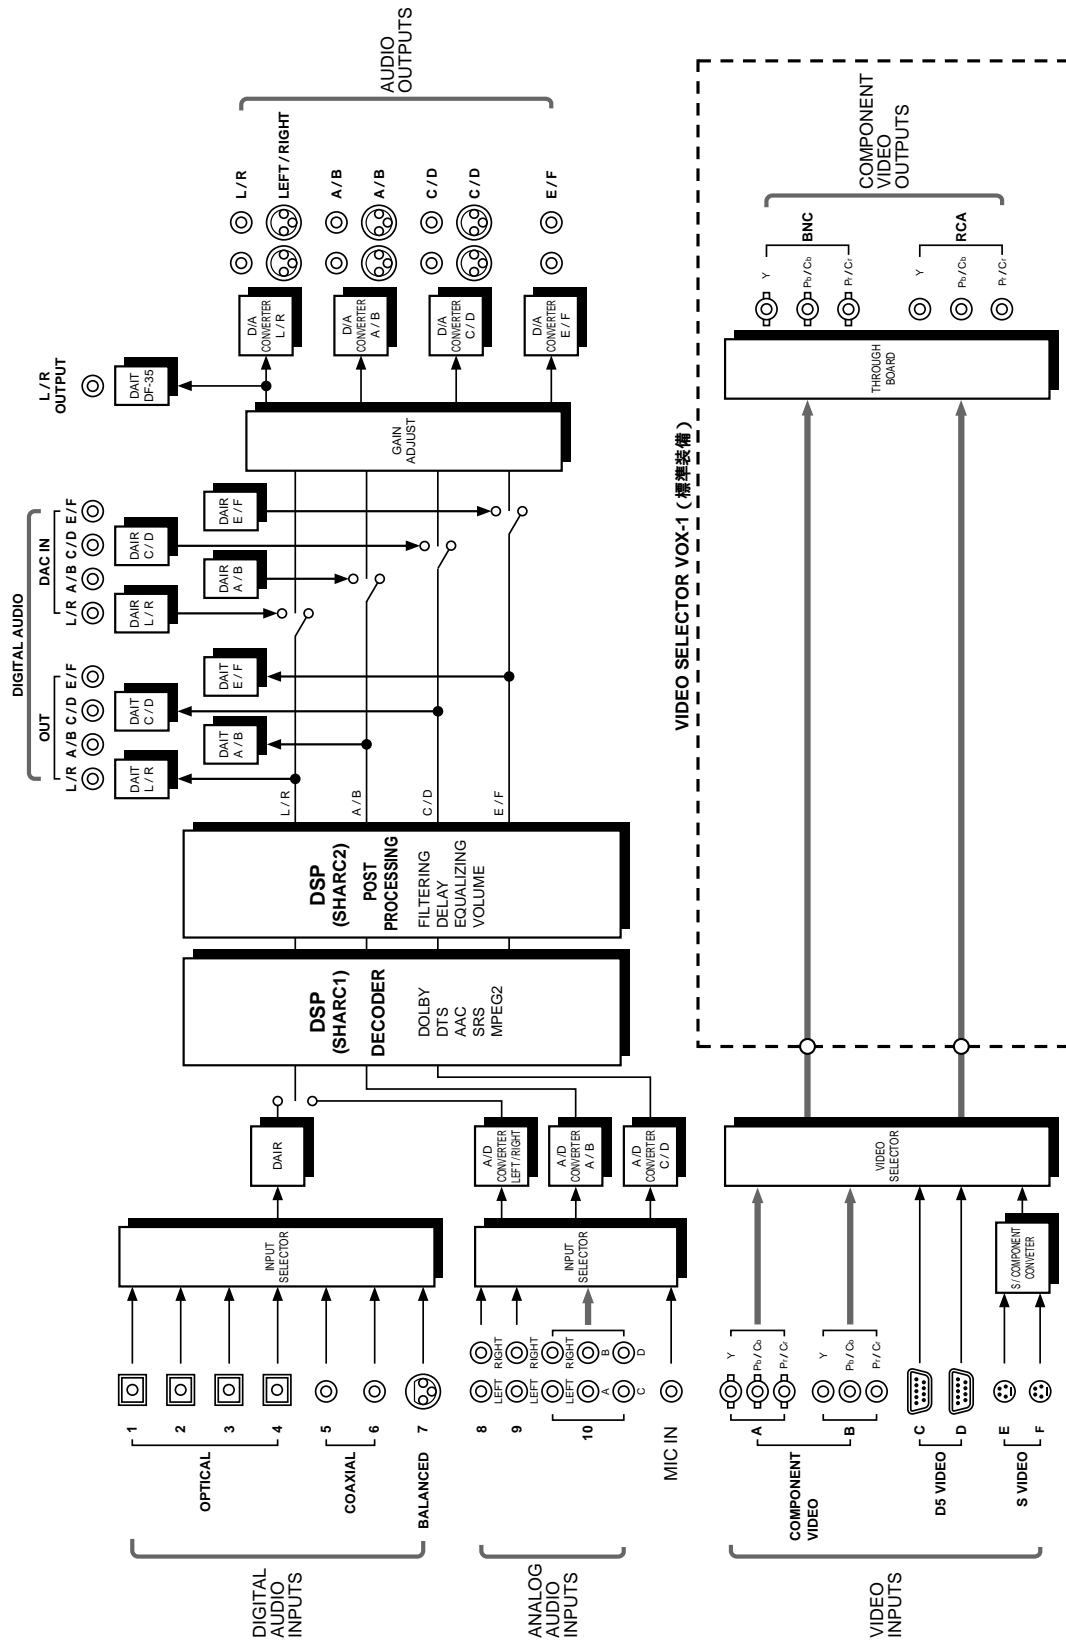 DIGITAL
AUDIO
INPUTS
OPTICAL
1
2
3
4
COAXIAL
5
6
BALANCED 7
INPUT
SELECTOR
DAIR
ANALOG
AUDIO
INPUTS
8
LEFT
RIGHT
9
LEFT
RIGHT
10
LEFT
RIGHT
A
B
C
D
MIC IN
INPUT
SELECTOR
A/D
CONVERTER
LEFT/RIGHT
A/D
CONVERTER
A / B
A/D
CONVERTER
C / D
DSP
(SHARC1)
DECODER
DOLBY
DTS
AAC
SRS
MPEG2
DSP
(SHARC2)
POST
PROCESSING
FILTERING
DELAY
EQUALIZING
VOLUME
L / R
A / B
C / D
E / F
DIGITAL AUDIO
OUT
L/R A/B C/D E/F
DAIT
L / R
DAIT
A / B
DAIT
C / D
DAIT
E / F
DAC IN
L/R A/B C/D E/F
DAIR
L / R
DAIR
A / B
DAIR
C / D
DAIR
E / F
GAIN
ADJUST
L / R
OUTPUT
DAIT
DF-35
D/A
CONVERTER
L / R
D/A
CONVERTER
A / B
D/A
CONVERTER
C / D
D/A
CONVERTER
E / F
L / R
LEFT / RIGHT
A / B
A / B
C / D
C / D
E / F
AUDIO
OUTPUTS
VIDEO
INPUTS
COMPONENT
VIDEO
A
Y
Pb / Cb
Pr / Cr
B
Y
Pb / Cb
Pr / Cr
D5 VIDEO
C
D
S VIDEO
E
F
S / COMPONENT
CONVETER
VIDEO
SELECTOR
VIDEO SELECTOR VOX-1（標準装備）
THROUGH
BOARD
Y
Pb / Cb
Pr / Cr
BNC
Y
Pb / Cb
Pr / Cr
RCA
COMPONENT
VIDEO
OUTPUTS